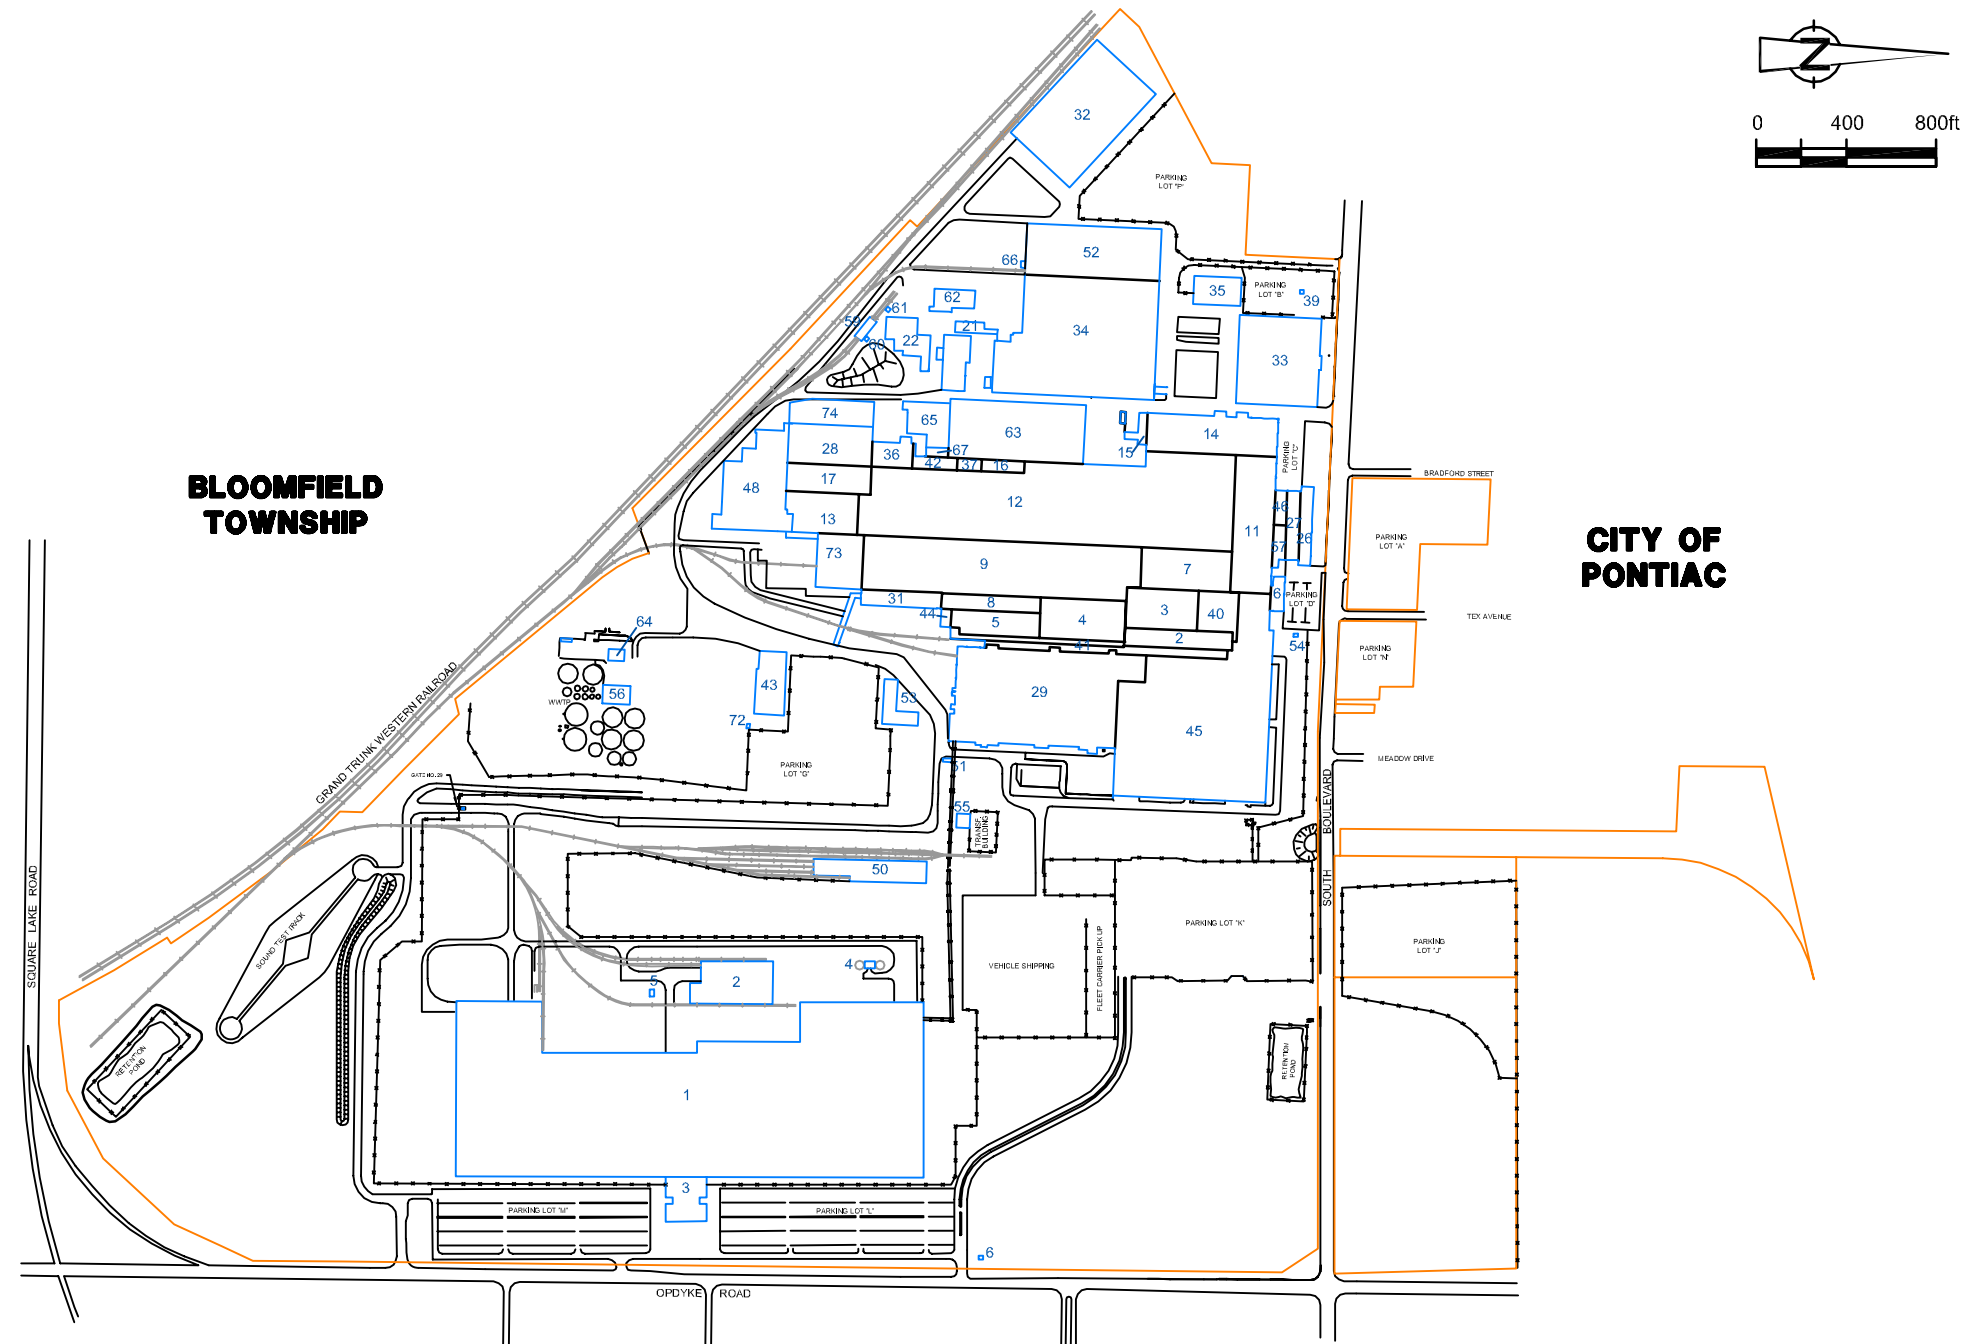 Z
0 400 800ft
32
PARKING
LOT "P"
52
66
35
PARKING
LOT "B"
39
62
61
59
60
22
21
34
33
74
65
63
14
15
67
28
36
42
37
16
PARKING
LOT "C"
BRADFORD STREET
17
48
13
12
11
46
27
26
57
BLOOMFIELD
TOWNSHIP
CITY OF
PONTIAC
PARKING
LOT "A"
73
9
7
31
8
44
5
4
3
40
6
PARKING
LOT "D"
TEX AVENUE
2
41
54
64
PARKING
LOT "N"
56
43
53
29
WWTP
72
45
GRAND TRUNK WESTERN RAILROAD
PARKING
LOT "G"
51
MEADOW DRIVE
GATE NO. 29
55
TRANSF.
BUILDING
SOUTH BOULEVARD
50
SQUARE LAKE ROAD
SOUND TEST TRACK
PARKING LOT "K"
PARKING
LOT "J"
VEHICLE SHIPPING
FLEET CARRIER PICK UP
4
5
2
RETENTION
POND
RETENTION
POND
1
3
PARKING LOT "M"
PARKING LOT "L"
6
OPDYKE ROAD